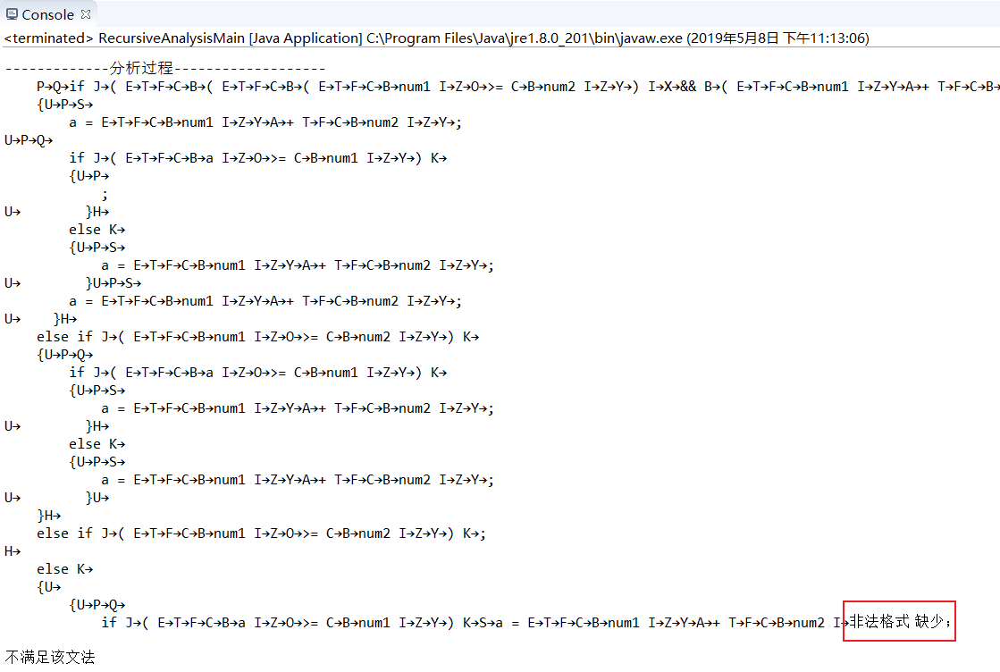 Console
<terminated> RecursiveAnalysisMain [Java Application] C:\Program Files\Java\jre1.8.0_201\bin\javaw.exe (2019年5月8日 下午11:13:06)
-------------分析过程-------------------
P→Q→if J→( E→T→F→C→B→( E→T→F→C→B→( E→T→F→C→B→num1 I→Z→O→>= C→B→num2 I→Z→Y→) I→X→&& B→( E→T→F→C→B→num1 I→Z→Y→A→+ T→F→C→B→
{U→P→S→
a = E→T→F→C→B→num1 I→Z→Y→A→+ T→F→C→B→num2 I→Z→Y→;
U→P→Q→
if J→( E→T→F→C→B→a I→Z→O→>= C→B→num1 I→Z→Y→) K→
{U→P→
;
U→ }H→
else K→
{U→P→S→
a = E→T→F→C→B→num1 I→Z→Y→A→+ T→F→C→B→num2 I→Z→Y→;
U→ }U→P→S→
a = E→T→F→C→B→num1 I→Z→Y→A→+ T→F→C→B→num2 I→Z→Y→;
U→ }H→
else if J→( E→T→F→C→B→num1 I→Z→O→>= C→B→num2 I→Z→Y→) K→
{U→P→Q→
if J→( E→T→F→C→B→a I→Z→O→>= C→B→num1 I→Z→Y→) K→
{U→P→S→
a = E→T→F→C→B→num1 I→Z→Y→A→+ T→F→C→B→num2 I→Z→Y→;
U→ }H→
else K→
{U→P→S→
a = E→T→F→C→B→num1 I→Z→Y→A→+ T→F→C→B→num2 I→Z→Y→;
U→ }U→
}H→
else if J→( E→T→F→C→B→num1 I→Z→O→>= C→B→num2 I→Z→Y→) K→;
H→
else K→
{U→
{U→P→Q→
if J→( E→T→F→C→B→a I→Z→O→>= C→B→num1 I→Z→Y→) K→S→a = E→T→F→C→B→num1 I→Z→Y→A→+ T→F→C→B→num2 I→非法格式 缺少;
不满足该文法